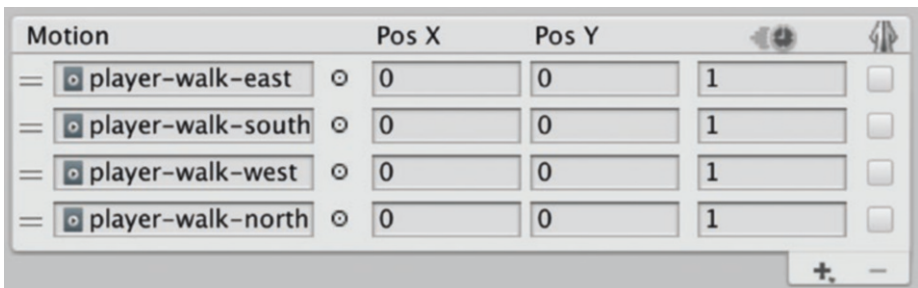 Motion Pos X Pos Y
player-walk-east 0 0 1
player-walk-south 0 0 1
player-walk-west 0 0 1
player-walk-north 0 0 1